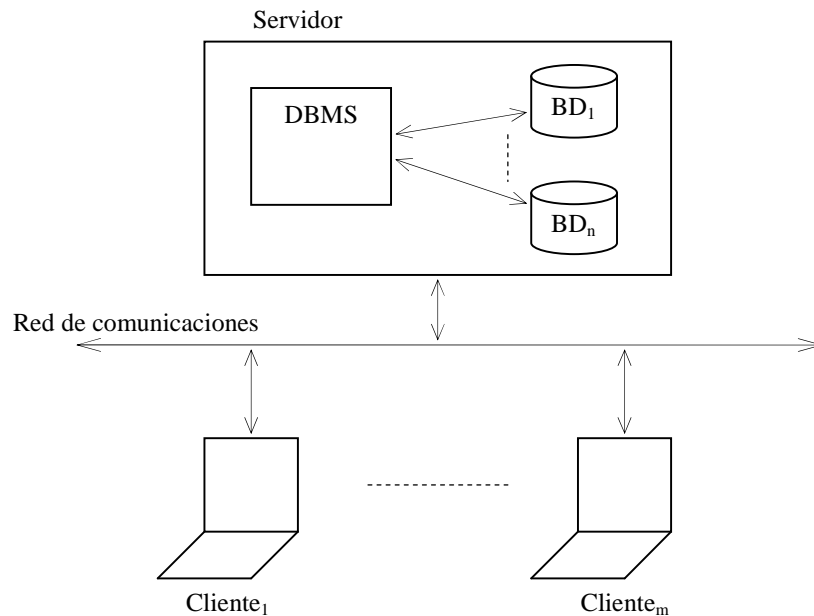 Servidor
DBMS
BD₁
BDₙ
Red de comunicaciones
Cliente₁
Clienteₘ